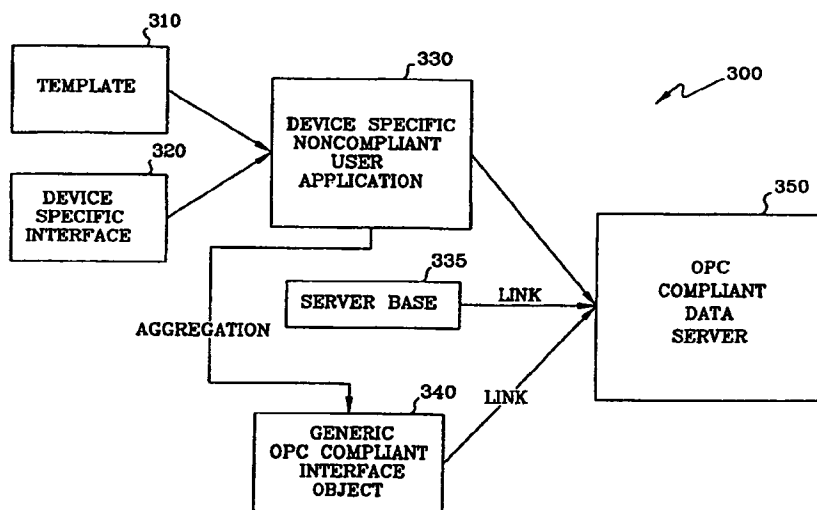 310
TEMPLATE
320
DEVICE
SPECIFIC
INTERFACE
330
DEVICE SPECIFIC
NONCOMPLIANT
USER
APPLICATION
300
335
SERVER BASE
LINK
AGGREGATION
340
GENERIC
OPC COMPLIANT
INTERFACE
OBJECT
LINK
350
OPC
COMPLIANT
DATA
SERVER